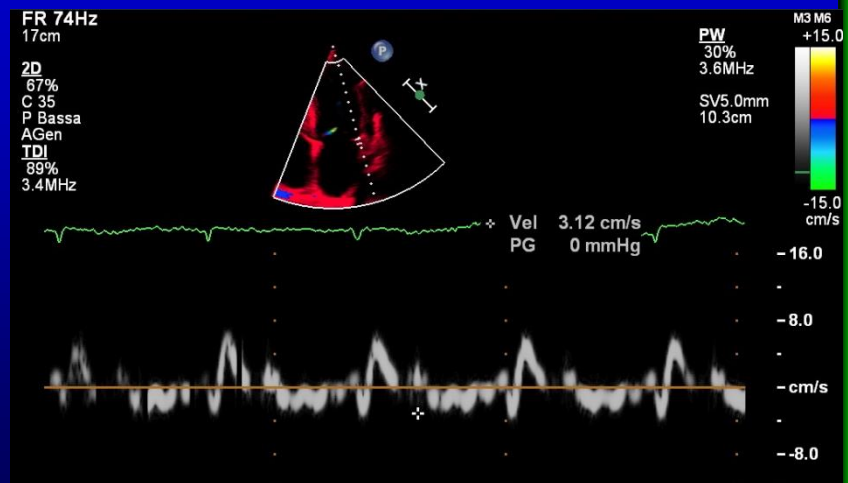 FR 74Hz
17cm
2D
67%
C 35
P Bassa
AGen
TDI
89%
3.4MHz
P
X
PW
30%
3.6MHz
SV5.0mm
10.3cm
M3 M6
+15.0
-15.0
cm/s
Vel 3.12 cm/s
PG 0 mmHg
16.0
8.0
cm/s
-8.0